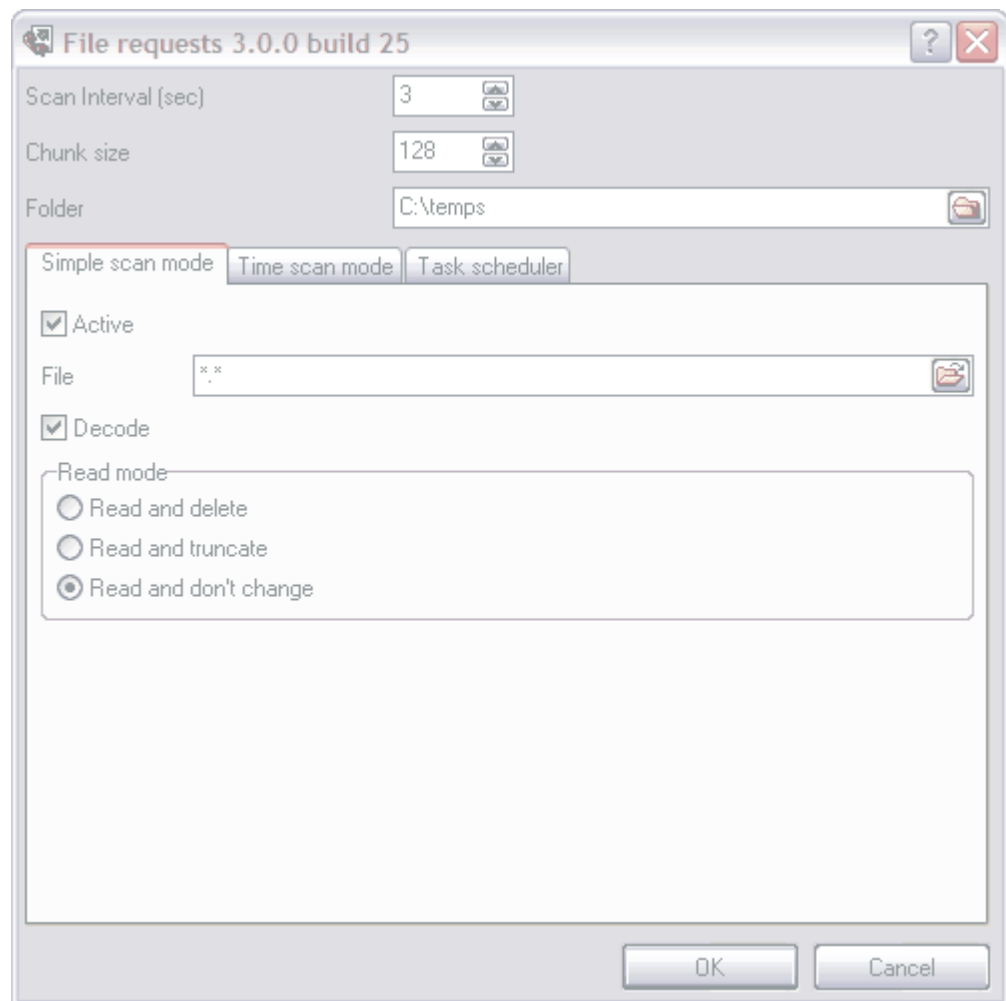 File requests 3.0.0 build 25
Scan Interval (sec) 3
Chunk size 128
Folder C:\temps
Simple scan mode Time scan mode Task scheduler
Active
File *.*
Decode
Read mode
Read and delete
Read and truncate
Read and don't change
OK Cancel